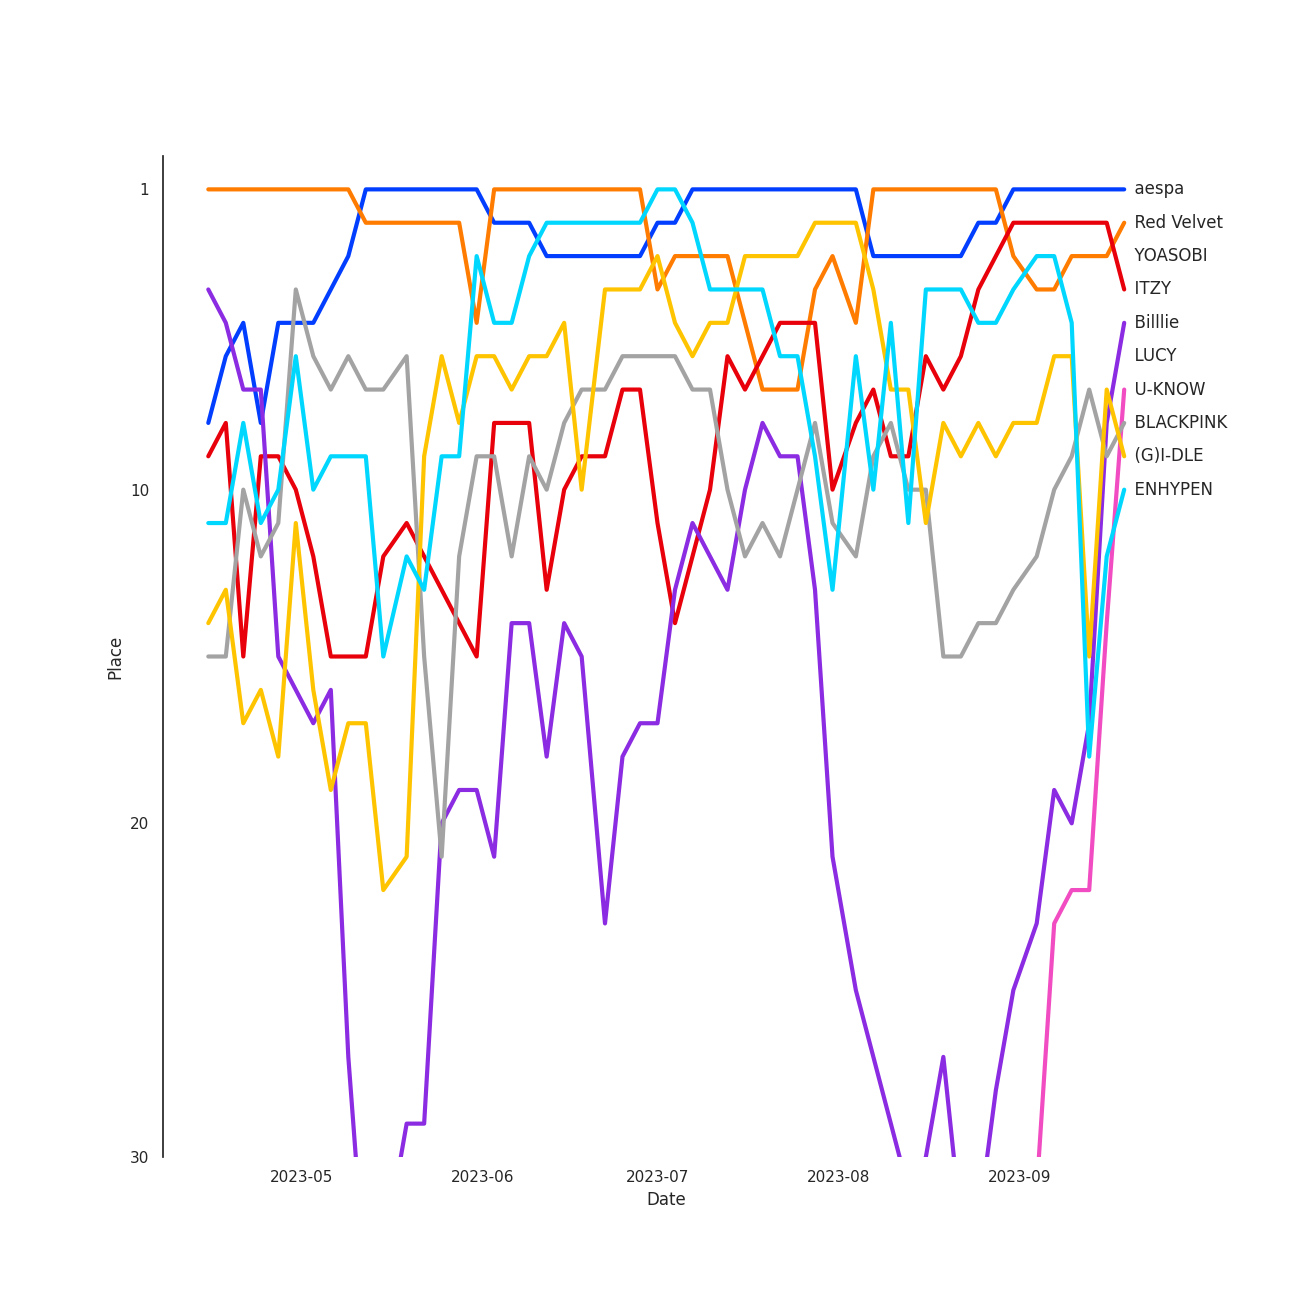 1
10
20
30
Place
2023-05
2023-06
2023-07
2023-08
2023-09
Date
aespa
Red Velvet
YOASOBI
ITZY
Billlie
LUCY
U-KNOW
BLACKPINK
(G)I-DLE
ENHYPEN